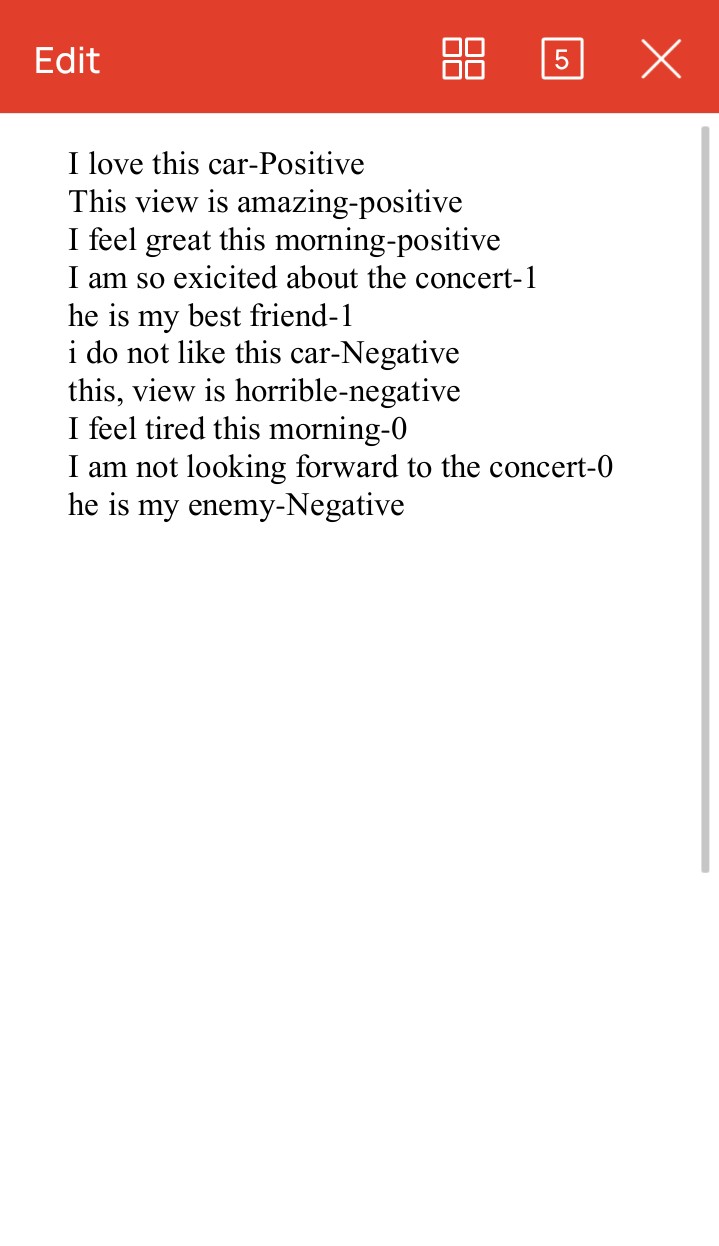 Edit
5
I love this car-Positive
This view is amazing-positive
I feel great this morning-positive
I am so exicited about the concert-1
he is my best friend-1
i do not like this car-Negative
this, view is horrible-negative
I feel tired this morning-0
I am not looking forward to the concert-0
he is my enemy-Negative